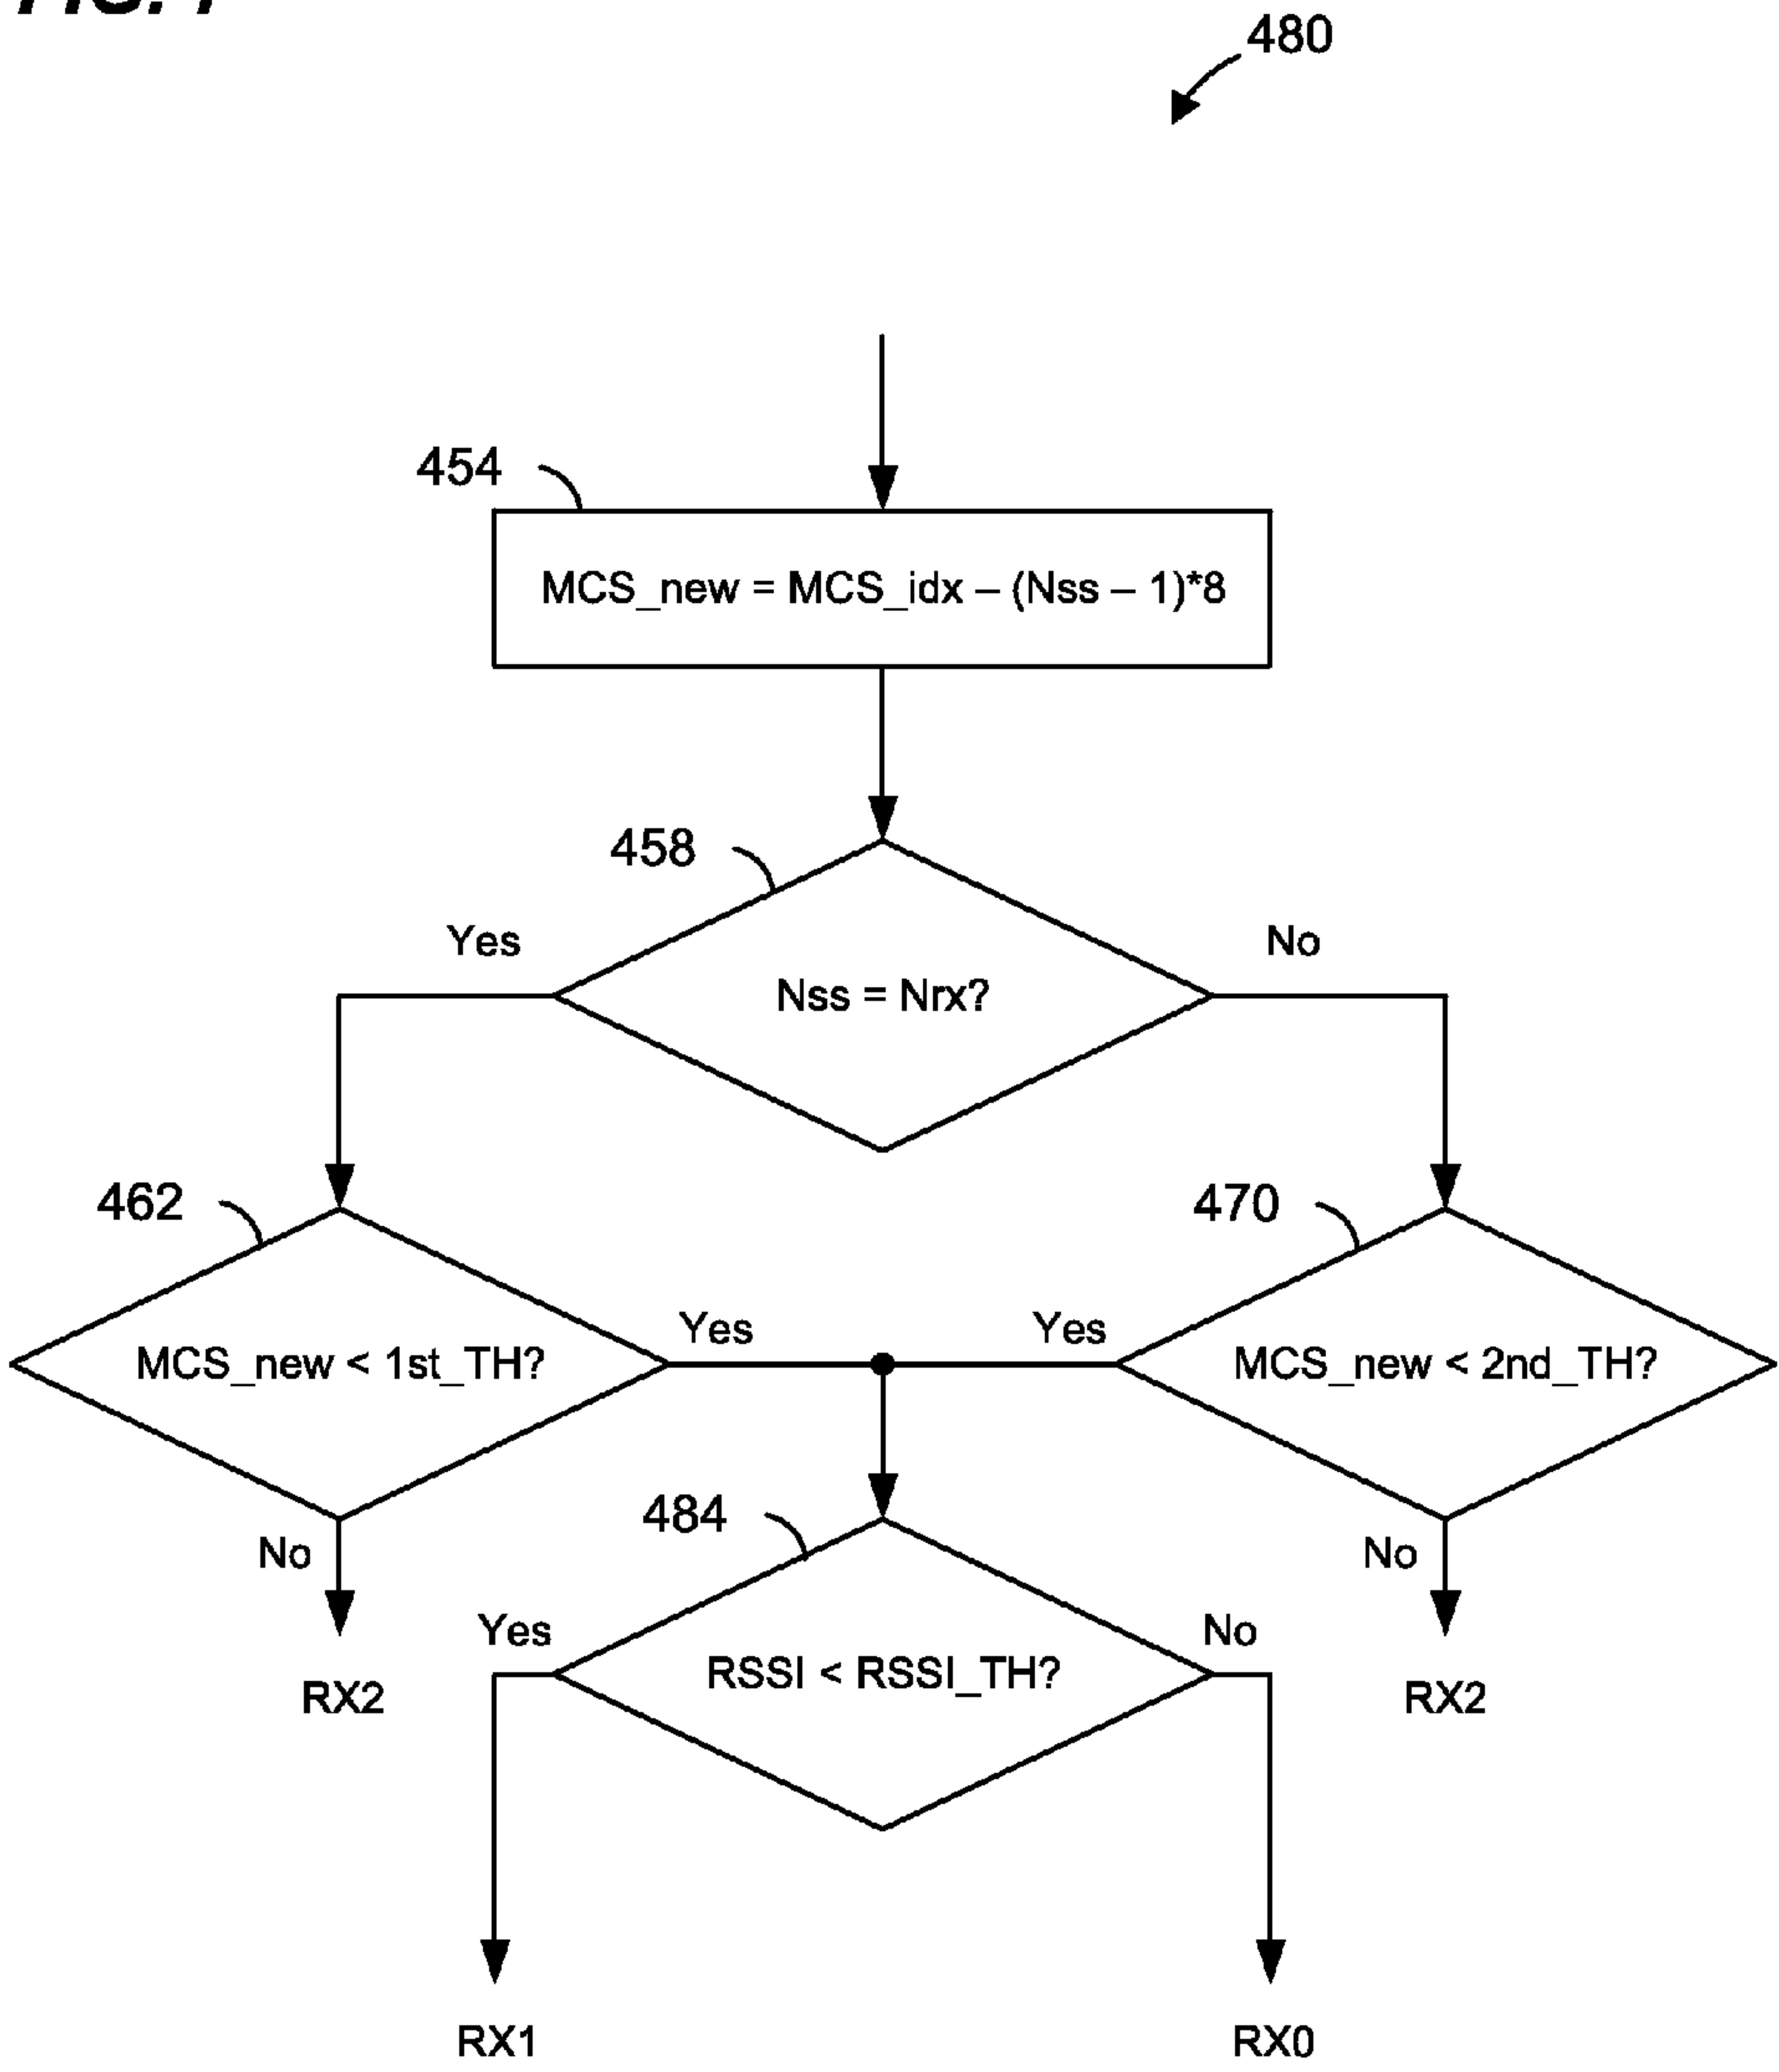 480
454
MCS_new = MCS_idx – (Nss – 1)*8
458
Yes
No
Nss = Nrx?
462
470
Yes
Yes
MCS_new < 1st_TH?
MCS_new < 2nd_TH?
484
No
No
Yes
No
RSSI < RSSI_TH?
RX2
RX2
RX1
RX0